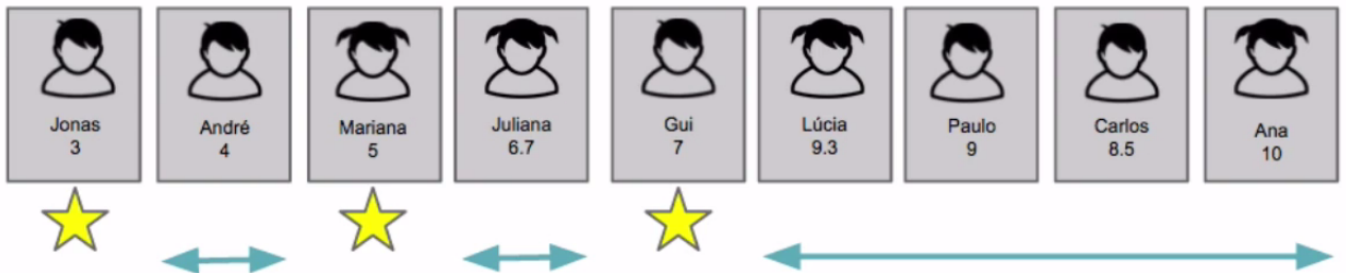 Jonas
3
André
4
Mariana
5
Juliana
6.7
Gui
7
Lúcia
9.3
Paulo
9
Carlos
8.5
Ana
10